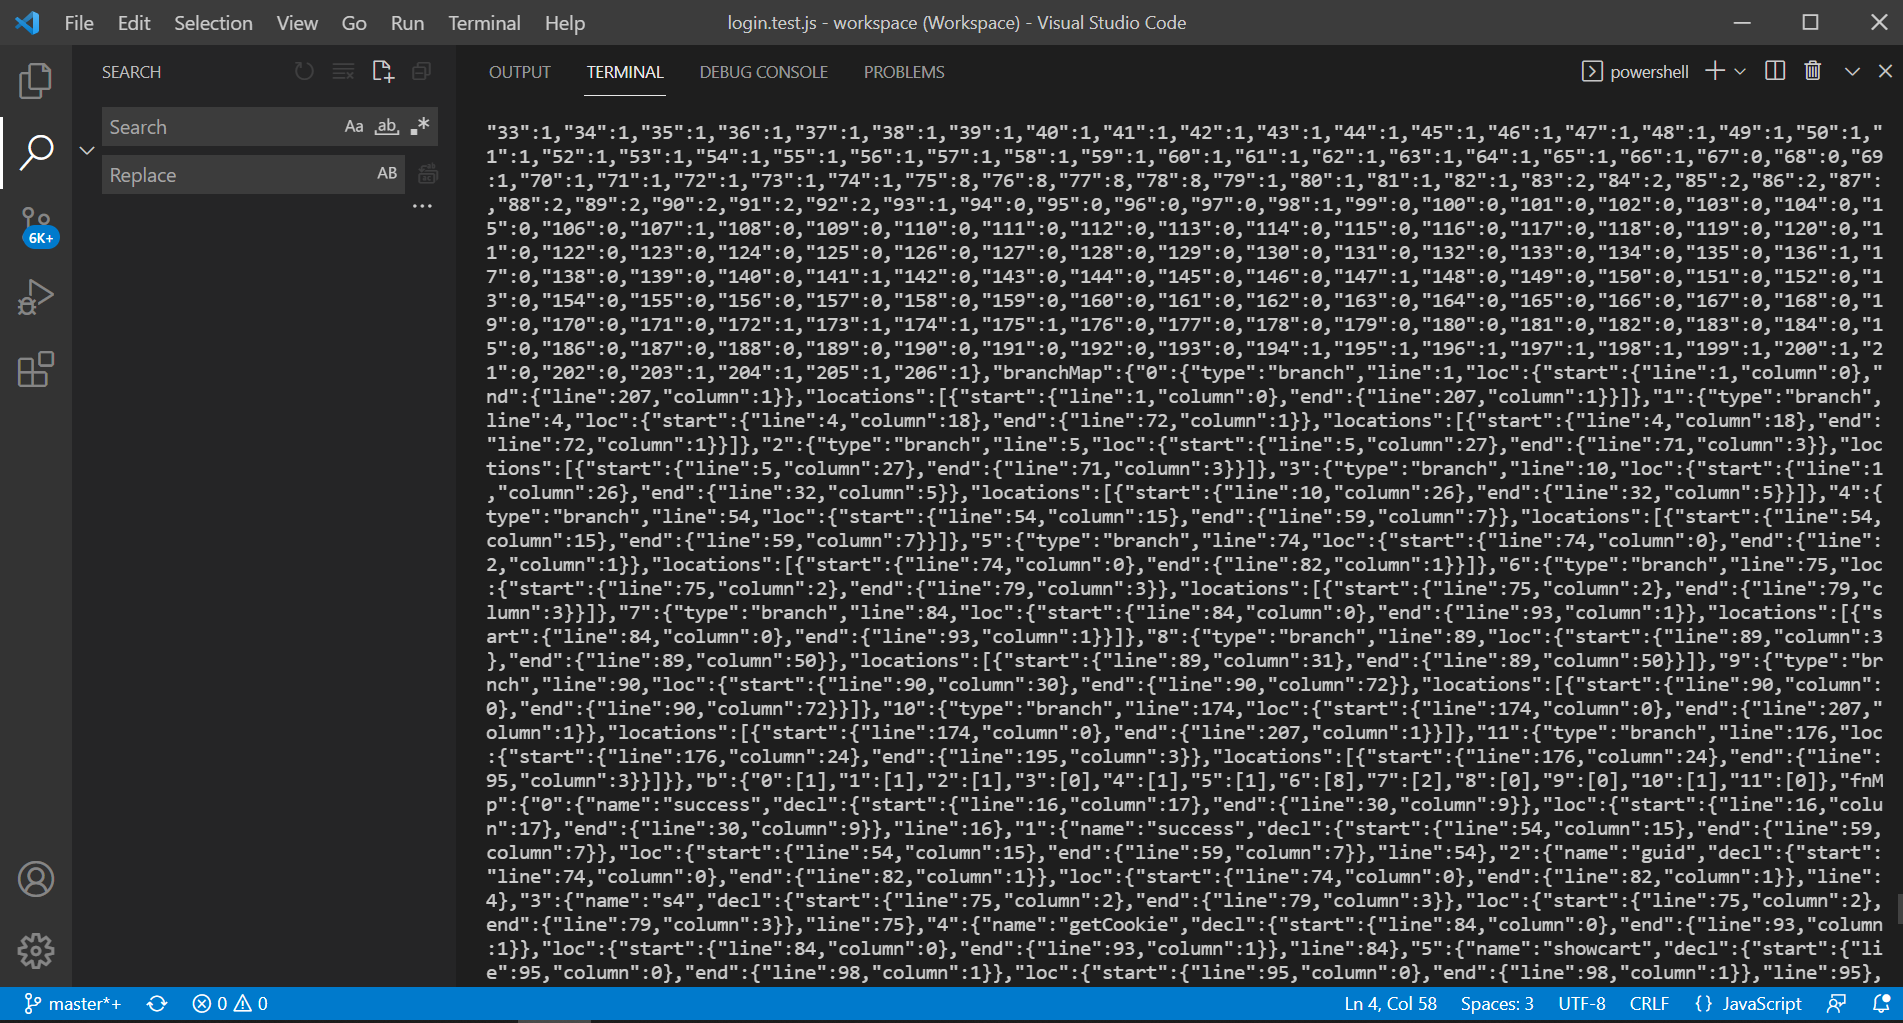 File Edit Selection View Go Run Terminal Help
login.test.js - workspace (Workspace) - Visual Studio Code
SEARCH
Search
Aa ab .*
Replace
AB
...
6K+
OUTPUT TERMINAL DEBUG CONSOLE PROBLEMS
powershell
"33":1,"34":1,"35":1,"36":1,"37":1,"38":1,"39":1,"40":1,"41":1,"42":1,"43":1,"44":1,"45":1,"46":1,"47":1,"48":1,"49":1,"50":1,"
1":1,"52":1,"53":1,"54":1,"55":1,"56":1,"57":1,"58":1,"59":1,"60":1,"61":1,"62":1,"63":1,"64":1,"65":1,"66":1,"67":0,"68":0,"69
:1,"70":1,"71":1,"72":1,"73":1,"74":1,"75":8,"76":8,"77":8,"78":8,"79":1,"80":1,"81":1,"82":1,"83":2,"84":2,"85":2,"86":2,"87":
,"88":2,"89":2,"90":2,"91":2,"92":2,"93":1,"94":0,"95":0,"96":0,"97":0,"98":1,"99":0,"100":0,"101":0,"102":0,"103":0,"104":0,"1
5":0,"106":0,"107":1,"108":0,"109":0,"110":0,"111":0,"112":0,"113":0,"114":0,"115":0,"116":0,"117":0,"118":0,"119":0,"120":0,"1
1":0,"122":0,"123":0,"124":0,"125":0,"126":0,"127":0,"128":0,"129":0,"130":0,"131":0,"132":0,"133":0,"134":0,"135":0,"136":1,"1
7":0,"138":0,"139":0,"140":0,"141":1,"142":0,"143":0,"144":0,"145":0,"146":0,"147":1,"148":0,"149":0,"150":0,"151":0,"152":0,"1
3":0,"154":0,"155":0,"156":0,"157":0,"158":0,"159":0,"160":0,"161":0,"162":0,"163":0,"164":0,"165":0,"166":0,"167":0,"168":0,"1
9":0,"170":0,"171":0,"172":1,"173":1,"174":1,"175":1,"176":0,"177":0,"178":0,"179":0,"180":0,"181":0,"182":0,"183":0,"184":0,"1
5":0,"186":0,"187":0,"188":0,"189":0,"190":0,"191":0,"192":0,"193":0,"194":1,"195":1,"196":1,"197":1,"198":1,"199":1,"200":1,"2
1":0,"202":0,"203":1,"204":1,"205":1,"206":1},"branchMap":{"0":{"type":"branch","line":1,"loc":{"start":{"line":1,"column":0},"
nd":{"line":207,"column":1}},"locations":[{"start":{"line":1,"column":0},"end":{"line":207,"column":1}}]},"1":{"type":"branch",
line":4,"loc":{"start":{"line":4,"column":18},"end":{"line":72,"column":1}},"locations":[{"start":{"line":4,"column":18},"end":
"line":72,"column":1}}]},"2":{"type":"branch","line":5,"loc":{"start":{"line":5,"column":27},"end":{"line":71,"column":3}},"loc
tions":[{"start":{"line":5,"column":27},"end":{"line":71,"column":3}}]},"3":{"type":"branch","line":10,"loc":{"start":{"line":1
,"column":26},"end":{"line":32,"column":5}},"locations":[{"start":{"line":10,"column":26},"end":{"line":32,"column":5}}]},"4":{
type":"branch","line":54,"loc":{"start":{"line":54,"column":15},"end":{"line":59,"column":7}},"locations":[{"start":{"line":54,
column":15},"end":{"line":59,"column":7}}]},"5":{"type":"branch","line":74,"loc":{"start":{"line":74,"column":0},"end":{"line":
2,"column":1}},"locations":[{"start":{"line":74,"column":0},"end":{"line":82,"column":1}}]},"6":{"type":"branch","line":75,"loc
:{"start":{"line":75,"column":2},"end":{"line":79,"column":3}},"locations":[{"start":{"line":75,"column":2},"end":{"line":79,"c
lumn":3}}]},"7":{"type":"branch","line":84,"loc":{"start":{"line":84,"column":0},"end":{"line":93,"column":1}},"locations":[{"s
art":{"line":84,"column":0},"end":{"line":93,"column":1}}]},"8":{"type":"branch","line":89,"loc":{"start":{"line":89,"column":3
},"end":{"line":89,"column":50}},"locations":[{"start":{"line":89,"column":31},"end":{"line":89,"column":50}}]},"9":{"type":"br
nch","line":90,"loc":{"start":{"line":90,"column":30},"end":{"line":90,"column":72}},"locations":[{"start":{"line":90,"column":
0},"end":{"line":90,"column":72}}]},"10":{"type":"branch","line":174,"loc":{"start":{"line":174,"column":0},"end":{"line":207,"
olumn":1}},"locations":[{"start":{"line":174,"column":0},"end":{"line":207,"column":1}}]},"11":{"type":"branch","line":176,"loc
:{"start":{"line":176,"column":24},"end":{"line":195,"column":3}},"locations":[{"start":{"line":176,"column":24},"end":{"line":
95,"column":3}}]}},"b":{"0":[1],"1":[1],"2":[1],"3":[0],"4":[1],"5":[1],"6":[8],"7":[2],"8":[0],"9":[0],"10":[1],"11":[0]},"fnM
p":{"0":{"name":"success","decl":{"start":{"line":16,"column":17},"end":{"line":30,"column":9}},"loc":{"start":{"line":16,"colu
n":17},"end":{"line":30,"column":9}},"line":16},"1":{"name":"success","decl":{"start":{"line":54,"column":15},"end":{"line":59,
column":7}},"loc":{"start":{"line":54,"column":15},"end":{"line":59,"column":7}},"line":54},"2":{"name":"guid","decl":{"start":
"line":74,"column":0},"end":{"line":82,"column":1}},"loc":{"start":{"line":74,"column":0},"end":{"line":82,"column":1}},"line":
4},"3":{"name":"s4","decl":{"start":{"line":75,"column":2},"end":{"line":79,"column":3}},"loc":{"start":{"line":75,"column":2},
end":{"line":79,"column":3}},"line":75},"4":{"name":"getCookie","decl":{"start":{"line":84,"column":0},"end":{"line":93,"column
:1}},"loc":{"start":{"line":84,"column":0},"end":{"line":93,"column":1}},"line":84},"5":{"name":"showcart","decl":{"start":{"li
e":95,"column":0},"end":{"line":98,"column":1}},"loc":{"start":{"line":95,"column":0},"end":{"line":98,"column":1}},"line":95},
master*+ 0 0
Ln 4, Col 58 Spaces: 3 UTF-8 CRLF {} JavaScript